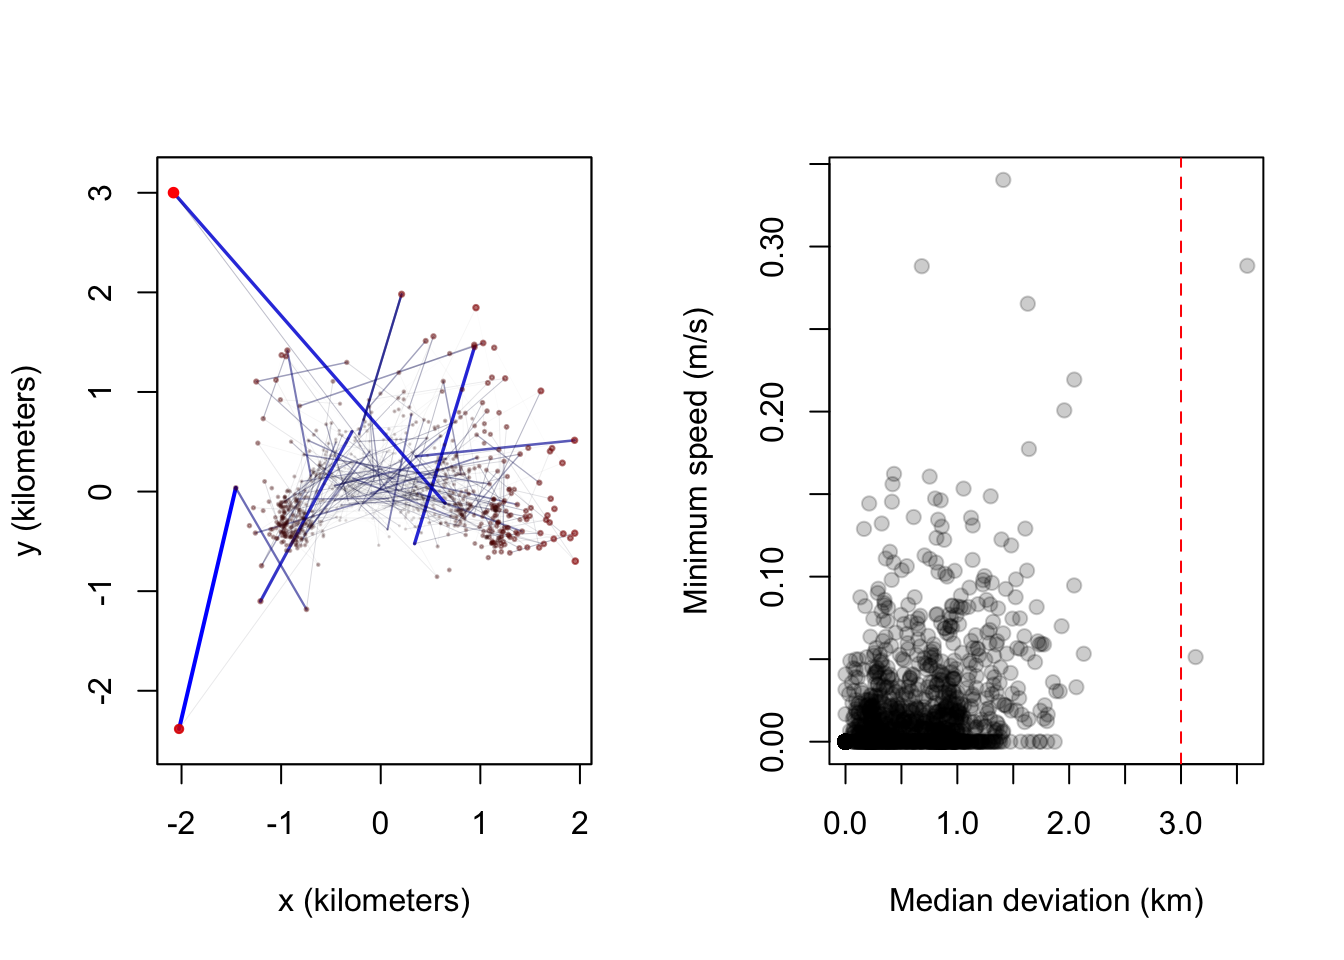 3
2
1
0
-1
-2
y (kilometers)
-2 -1 0 1 2
x (kilometers)
0.30
0.20
0.10
0.00
Minimum speed (m/s)
0.0 1.0 2.0 3.0
Median deviation (km)